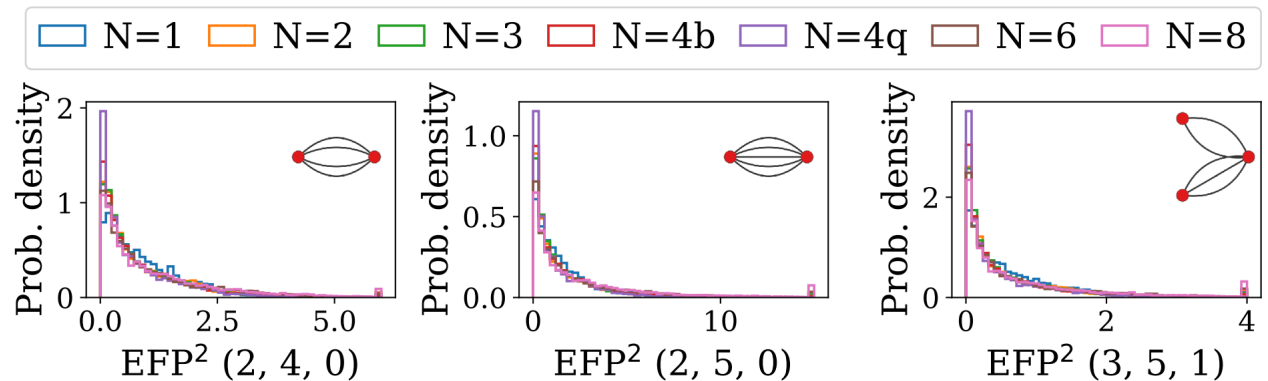 N=1 N=2 N=3 N=4b N=4q N=6 N=8
Prob. density
2
1
0
0.0 2.5 5.0
EFP² (2, 4, 0)
Prob. density
1.0
0.5
0.0
0 10
EFP² (2, 5, 0)
Prob. density
2
0
0 2 4
EFP² (3, 5, 1)